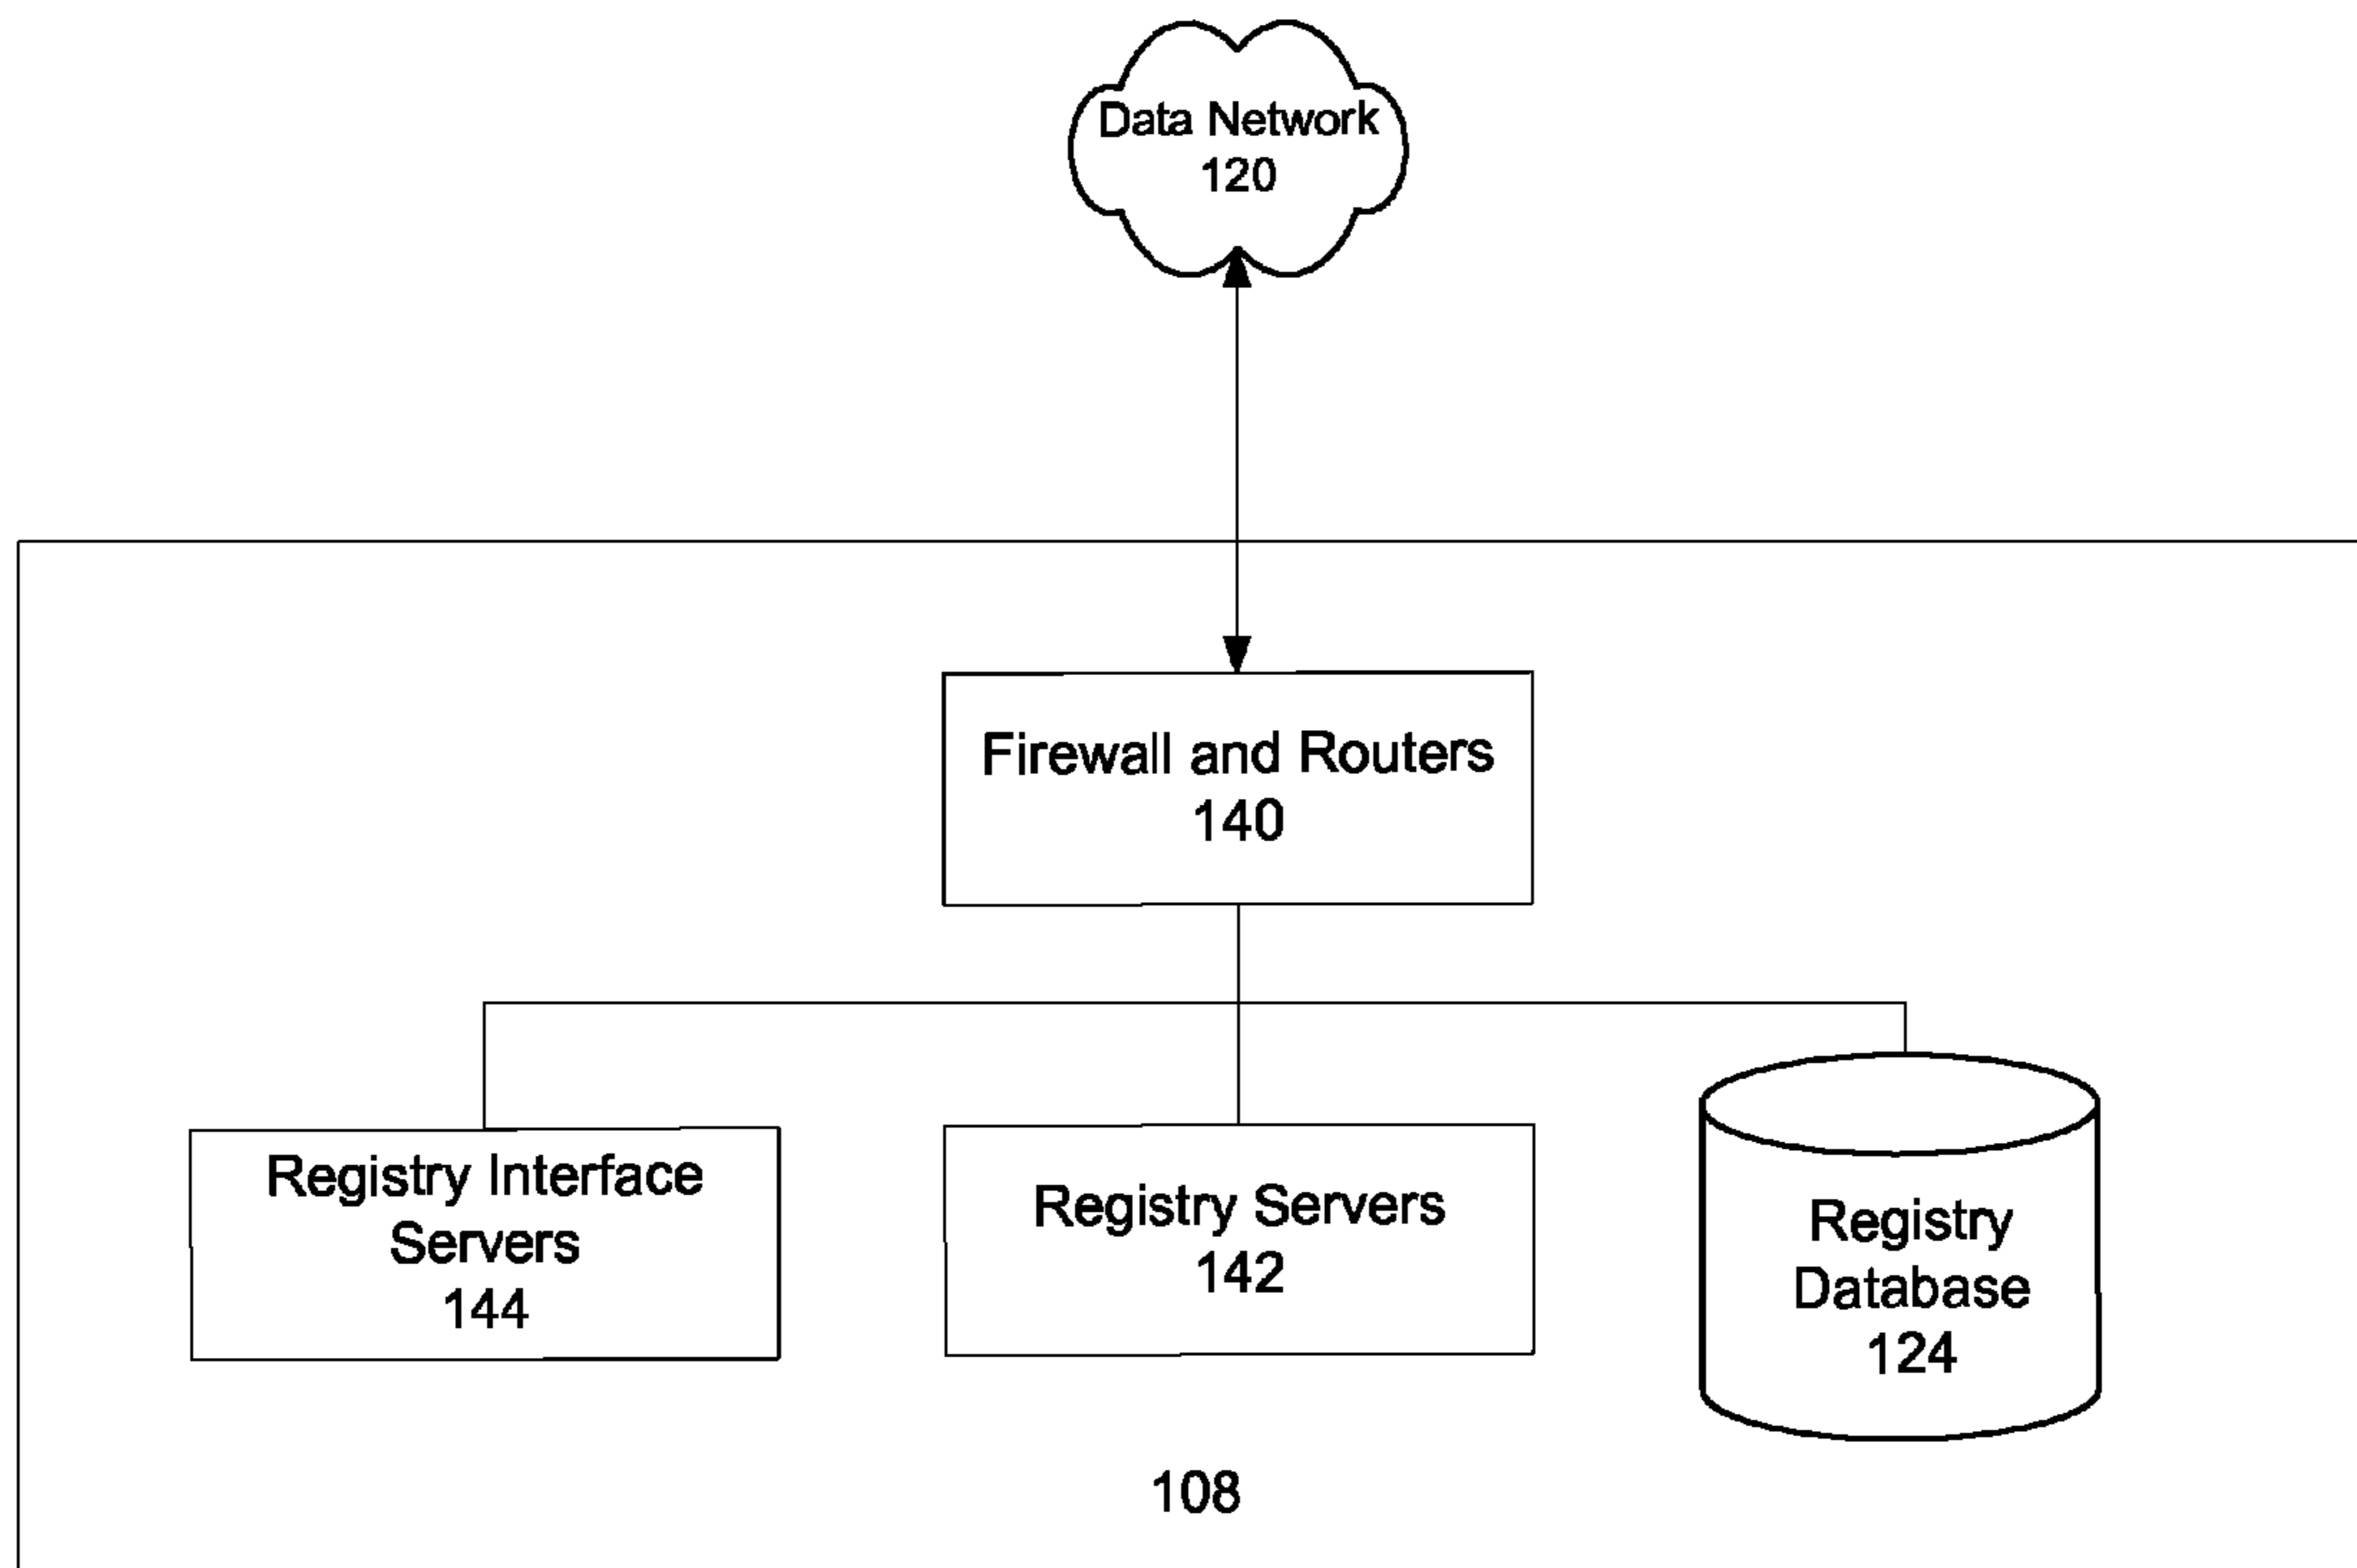 Data Network
120
Firewall and Routers
140
Registry Interface
Servers
144
Registry Servers
142
Registry
Database
124
108